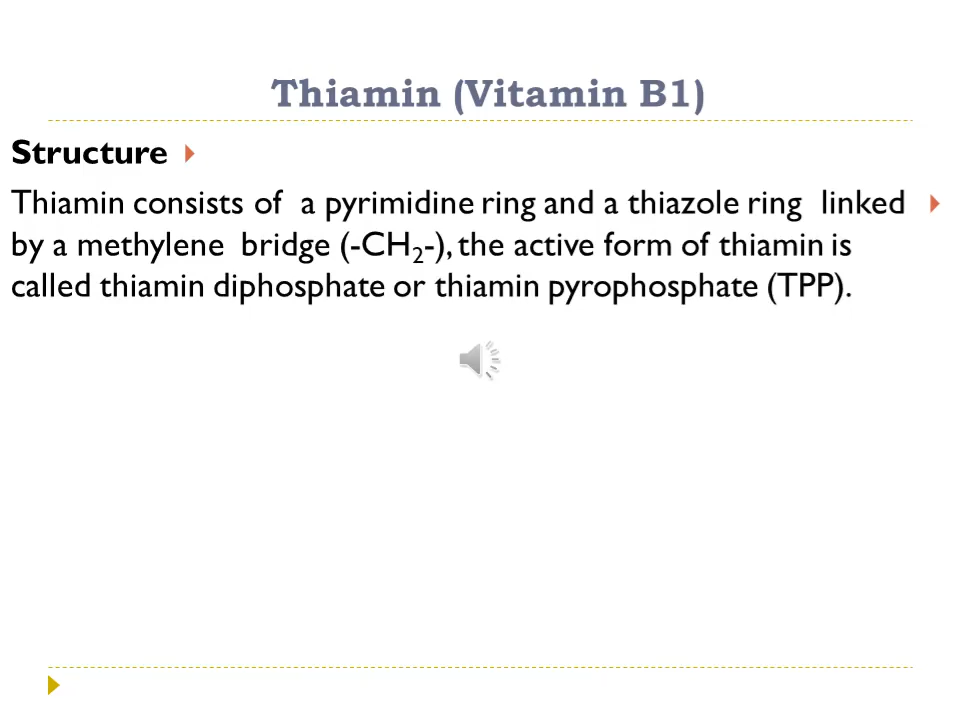 Thiamin (Vitamin B1)
Structure
Thiamin consists of a pyrimidine ring and a thiazole ring linked
by a methylene bridge (-CH₂-), the active form of thiamin is
called thiamin diphosphate or thiamin pyrophosphate (TPP).